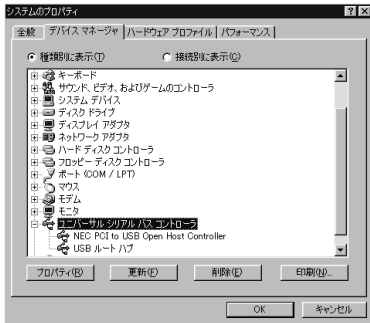 システムのプロパティ
全般 デバイス マネージャ ハードウェア プロファイル パフォーマンス
種類別に表示(T) 接続別に表示(C)
キーボード
サウンド、ビデオ、およびゲームのコントローラ
システム デバイス
ディスク ドライブ
ディスプレイ アダプタ
ネットワーク アダプタ
ハード ディスク コントローラ
フロッピー ディスク コントローラ
ポート (COM / LPT)
マウス
モデム
モニタ
ユニバーサル シリアル バス コントローラ
NEC PCI to USB Open Host Controller
USB ルート ハブ
プロパティ(R) 更新(F) 削除(E) 印刷(N)...
OK キャンセル